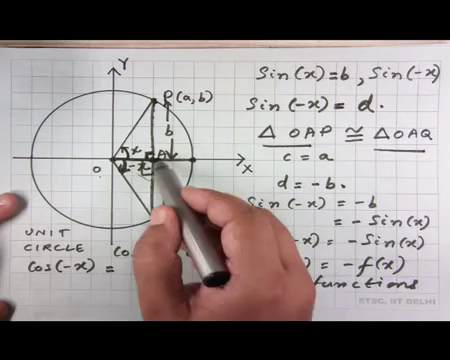 Y
P(a, b)
x
b
A
-x
O
X
UNIT
CIRCLE
cos(-x) =
Sin(x)=b, Sin(-x)
Sin(-x) = d.
△ OAP ≅ △OAQ
c = a
d = -b.
Sin(-x) = -b
= - Sin(x)
-x) = -Sin(x)
) = -f(x)
functions
ETSC, IIT DELHI